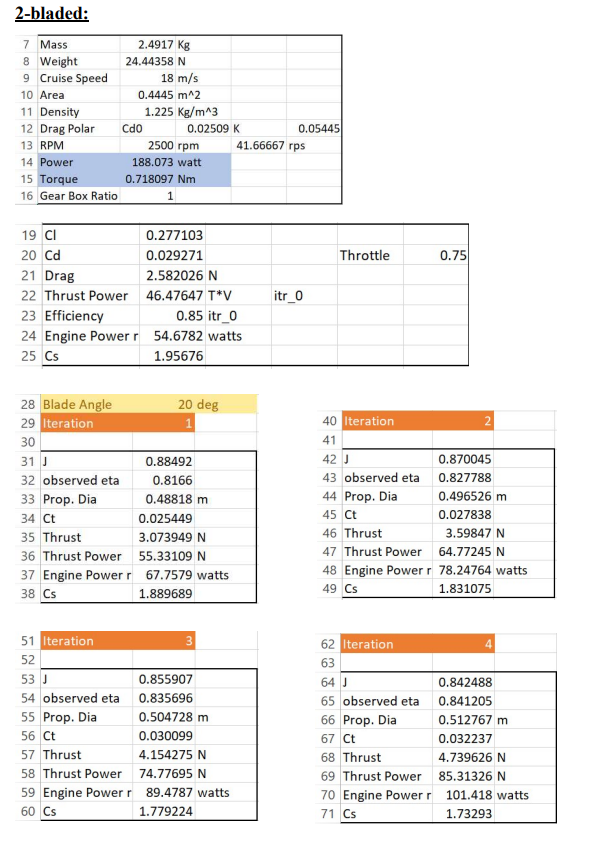 2-bladed:
7 Mass 2.4917 Kg
8 Weight 24.44358 N
9 Cruise Speed 18 m/s
10 Area 0.4445 m^2
11 Density 1.225 Kg/m^3
12 Drag Polar Cd0 0.02509 K 0.05445
13 RPM 2500 rpm 41.66667 rps
14 Power 188.073 watt
15 Torque 0.718097 Nm
16 Gear Box Ratio 1
19 Cl 0.277103
20 Cd 0.029271 Throttle 0.75
21 Drag 2.582026 N
22 Thrust Power 46.47647 T*V itr_0
23 Efficiency 0.85 itr_0
24 Engine Power r 54.6782 watts
25 Cs 1.95676
28 Blade Angle 20 deg
29 Iteration 1
30
31 J 0.88492
32 observed eta 0.8166
33 Prop. Dia 0.48818 m
34 Ct 0.025449
35 Thrust 3.073949 N
36 Thrust Power 55.33109 N
37 Engine Power r 67.7579 watts
38 Cs 1.889689
40 Iteration 2
41
42 J 0.870045
43 observed eta 0.827788
44 Prop. Dia 0.496526 m
45 Ct 0.027838
46 Thrust 3.59847 N
47 Thrust Power 64.77245 N
48 Engine Power r 78.24764 watts
49 Cs 1.831075
51 Iteration 3
52
53 J 0.855907
54 observed eta 0.835696
55 Prop. Dia 0.504728 m
56 Ct 0.030099
57 Thrust 4.154275 N
58 Thrust Power 74.77695 N
59 Engine Power r 89.4787 watts
60 Cs 1.779224
62 Iteration 4
63
64 J 0.842488
65 observed eta 0.841205
66 Prop. Dia 0.512767 m
67 Ct 0.032237
68 Thrust 4.739626 N
69 Thrust Power 85.31326 N
70 Engine Power r 101.418 watts
71 Cs 1.73293